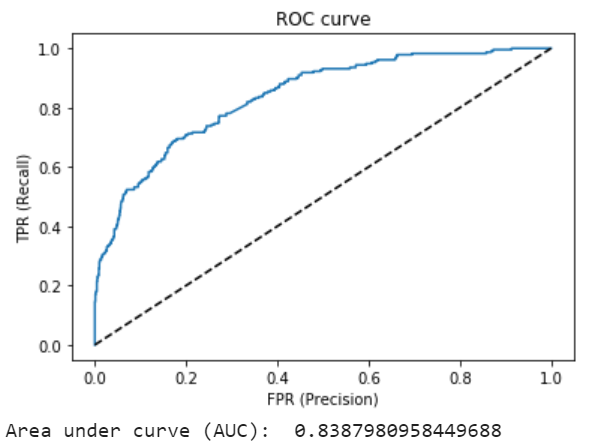 ROC curve
1.0
0.8
0.6
0.4
0.2
0.0
TPR (Recall)
0.0 0.2 0.4 0.6 0.8 1.0
FPR (Precision)
Area under curve (AUC):  0.8387980958449688